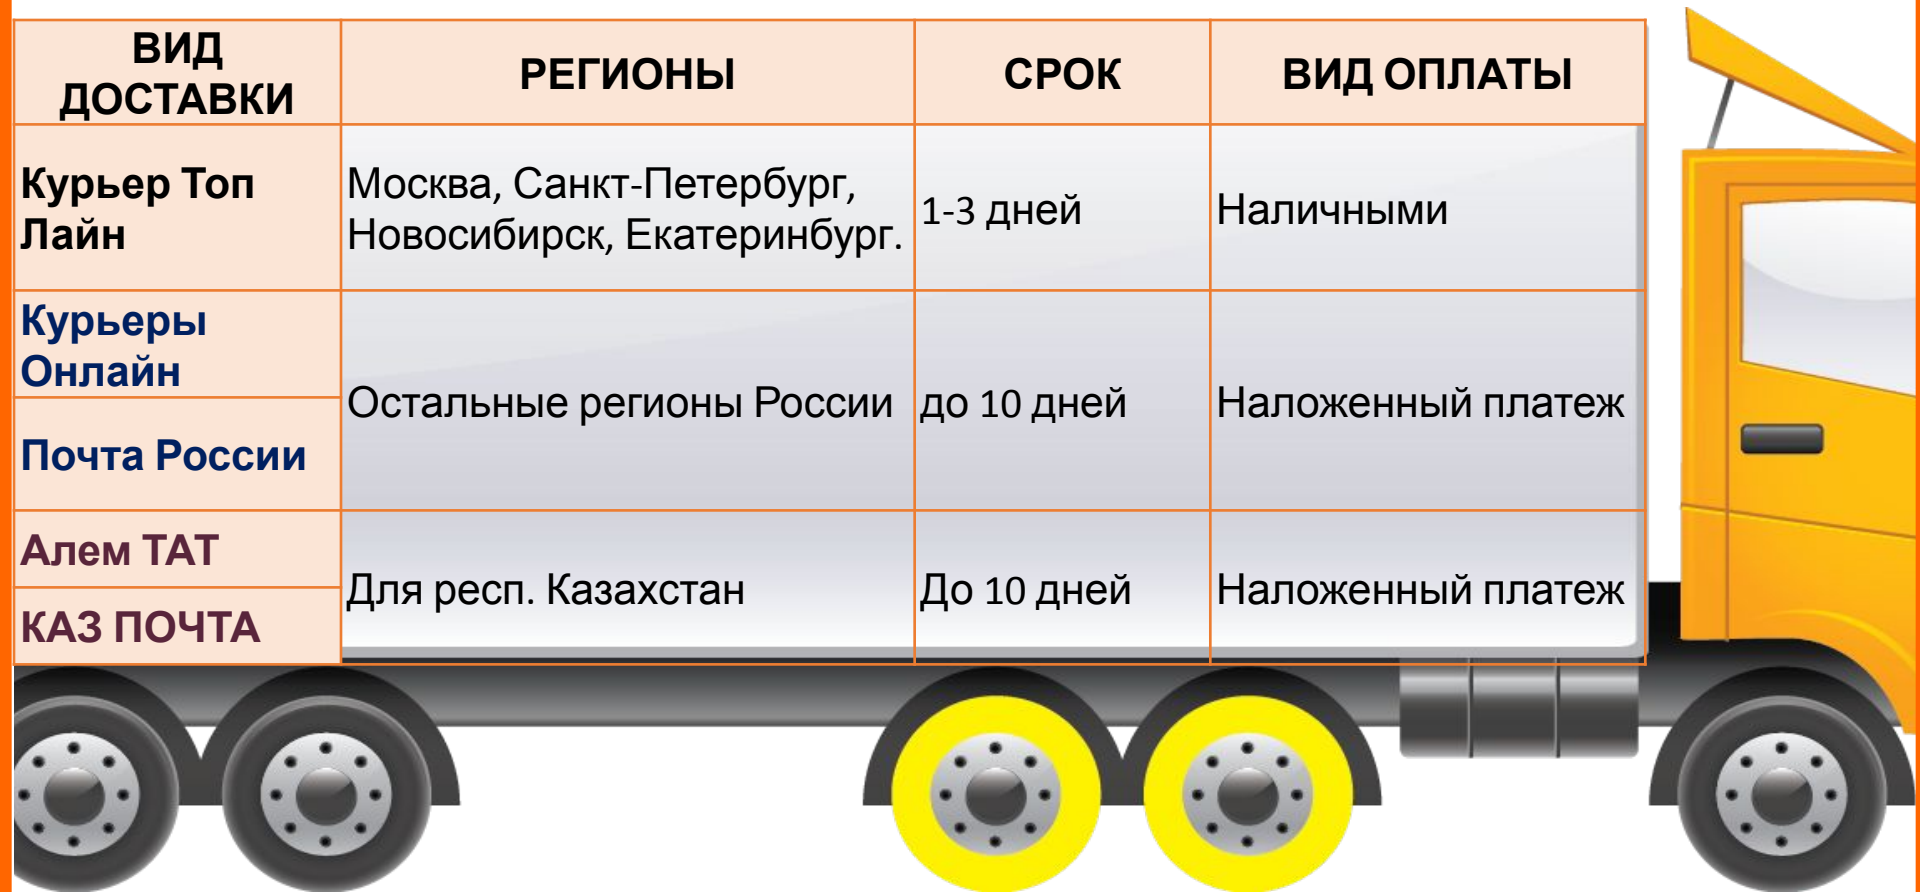 ВИД
ДОСТАВКИ
РЕГИОНЫ
СРОК
ВИД ОПЛАТЫ
Курьер Топ
Лайн
Москва, Санкт-Петербург,
Новосибирск, Екатеринбург.
1-3 дней
Наличными
Курьеры
Онлайн
Почта России
Остальные регионы России
до 10 дней
Наложенный платеж
Алем ТАТ
КАЗ ПОЧТА
Для респ. Казахстан
До 10 дней
Наложенный платеж